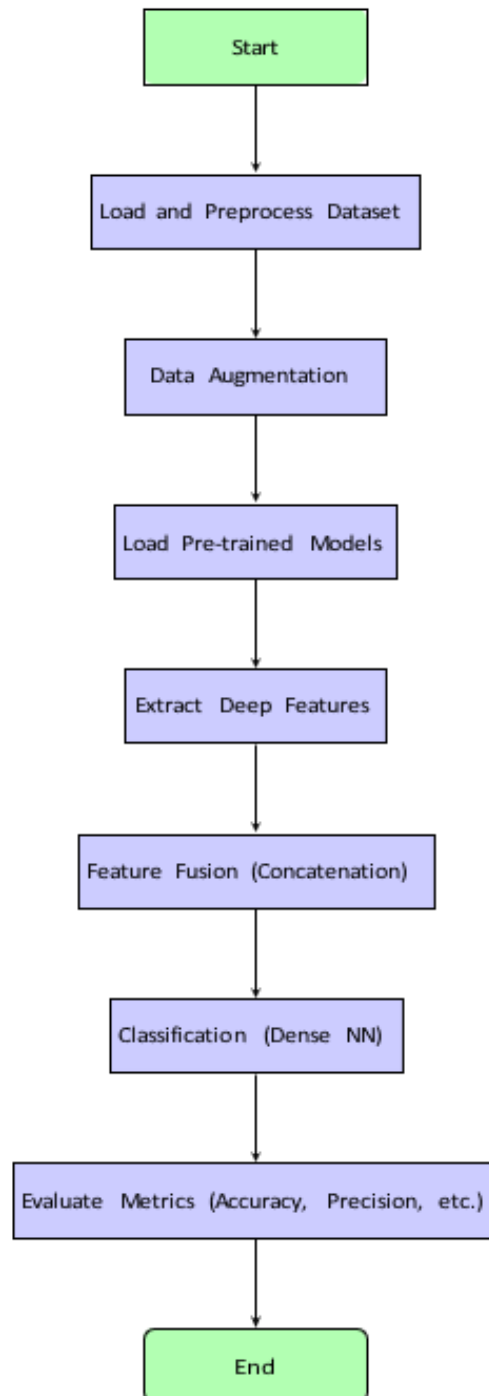 Start
Load and Preprocess Dataset
Data Augmentation
Load Pre-trained Models
Extract Deep Features
Feature Fusion (Concatenation)
Classification (Dense NN)
Evaluate Metrics (Accuracy, Precision, etc.)
End